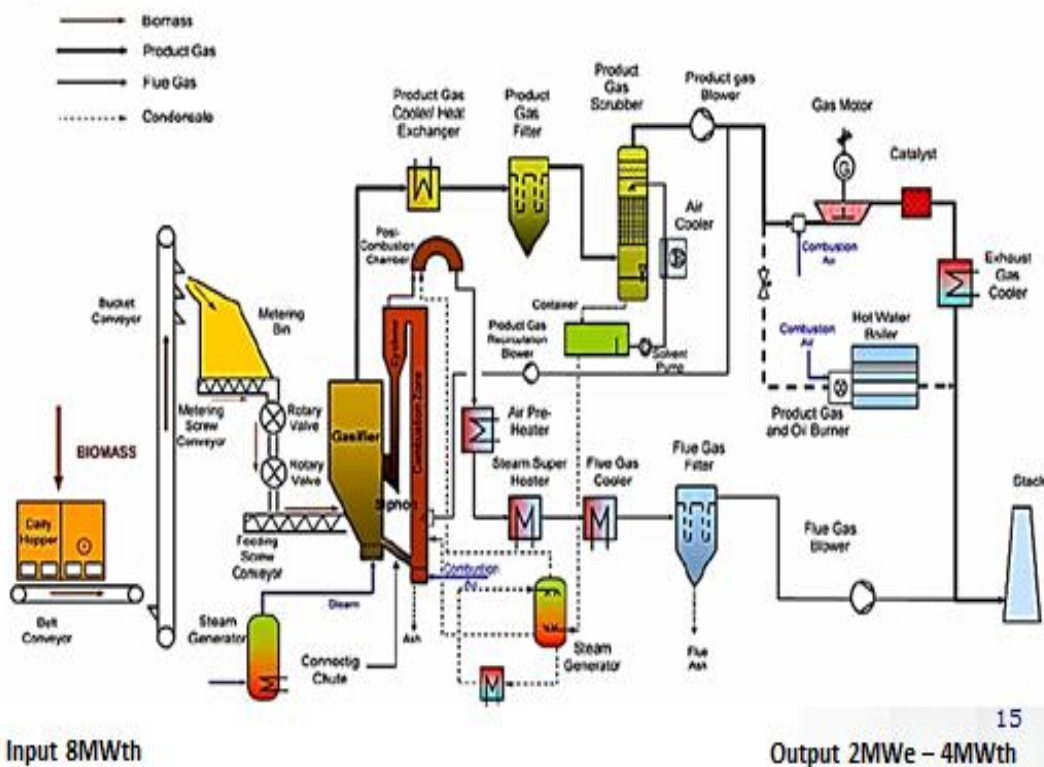 Biomass
Product Gas
Flue Gas
Condensale
Product Gas
Cooler/ Heat
Exchanger
Product
Gas
Filter
Product
Gas
Scrubber
Product gas
Blower
Gas Motor
G
Catalyst
Air
Cooler
Combustion
Air
Exhaust
Gas
Cooler
Post-
Combustion
Chamber
Bucket
Conveyor
Metering
Bin
Cyclone
Combustion Zone
Container
Product Gas
Recirculation
Blower
Solvent
Pump
Combustion
Air
Hot Water
Boiler
Product Gas
and Oil Burner
Metering
Screw
Conveyor
Rotary
Valve
Rotary
Valve
Gasifier
Siphon
Air Pre-
Heater
BIOMASS
Steam Super
Heater
Flue Gas
Cooler
Flue Gas
Filter
Stack
Daily
Hopper
Feeding
Screw
Conveyor
Flue Gas
Blower
Belt
Conveyor
Steam
Generator
Steam
Combustion
Ash
Connectig
Chute
Steam
Generator
Flue
Ash
15
Input 8MWth
Output 2MWe – 4MWth